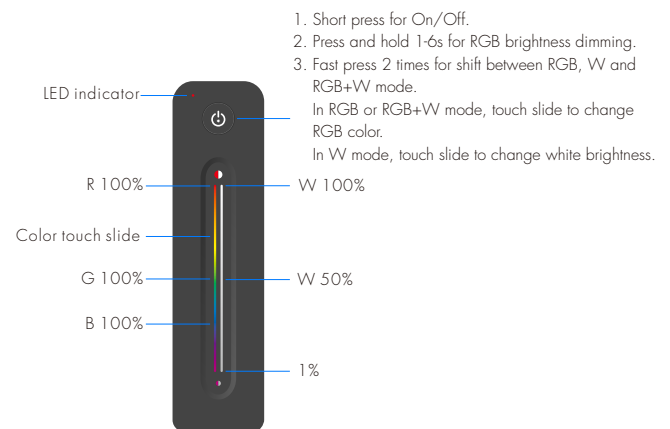 1. Short press for On/Off.
2. Press and hold 1-6s for RGB brightness dimming.
3. Fast press 2 times for shift between RGB, W and
RGB+W mode.
In RGB or RGB+W mode, touch slide to change
RGB color.
In W mode, touch slide to change white brightness.
LED indicator
R 100%
W 100%
Color touch slide
G 100%
W 50%
B 100%
1%